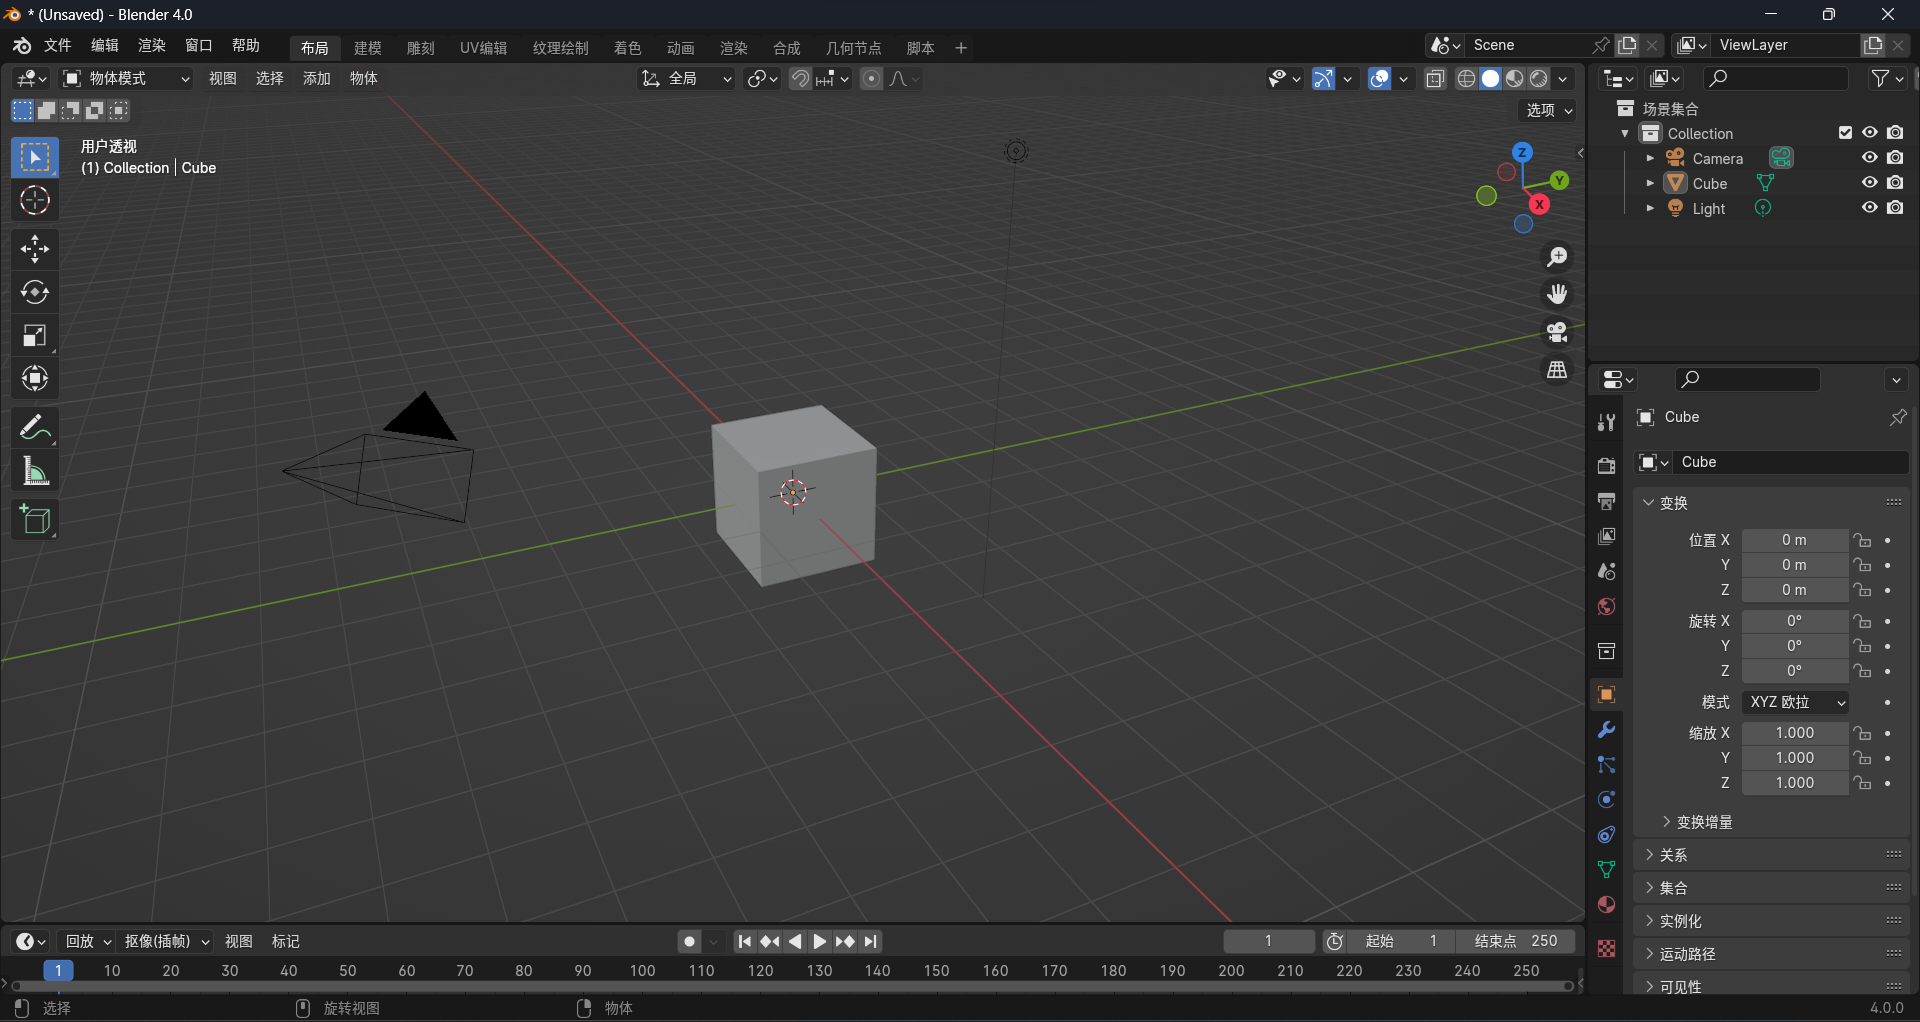 * (Unsaved) - Blender 4.0
文件 编辑 渲染 窗口 帮助 布局 建模 雕刻 UV编辑 纹理绘制 着色 动画 渲染 合成 几何节点 脚本 + Scene ViewLayer
物体模式 视图 选择 添加 物体 全局
选项
用户透视
(1) Collection | Cube
Z
Y
X
场景集合
Collection
Camera
Cube
Light
Cube
Cube
变换
位置 X 0 m
Y 0 m
Z 0 m
旋转 X 0°
Y 0°
Z 0°
模式 XYZ 欧拉
缩放 X 1.000
Y 1.000
Z 1.000
变换增量
关系
集合
实例化
运动路径
可见性
回放 抠像(插帧) 视图 标记 1 起始 1 结束点 250
1 10 20 30 40 50 60 70 80 90 100 110 120 130 140 150 160 170 180 190 200 210 220 230 240 250
选择 旋转视图 物体 4.0.0